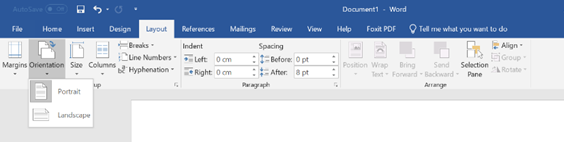 AutoSave Off Document1 - Word
File Home Insert Design Layout References Mailings Review View Help Foxit PDF Tell me what you want to do
Margins Orientation Size Columns
Breaks
Line Numbers
Hyphenation
Indent Spacing
Left: 0 cm Before: 0 pt
Right: 0 cm After: 8 pt
Position Wrap Text Bring Forward Send Backward Selection Pane
Align
Group
Rotate
Paragraph Arrange
Portrait
Landscape